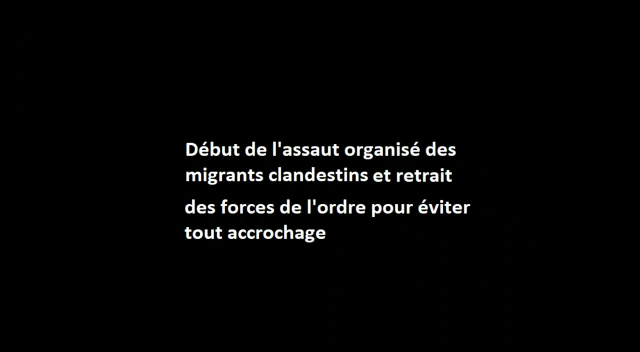 Début de l'assaut organisé des
migrants clandestins et retrait
des forces de l'ordre pour éviter
tout accrochage